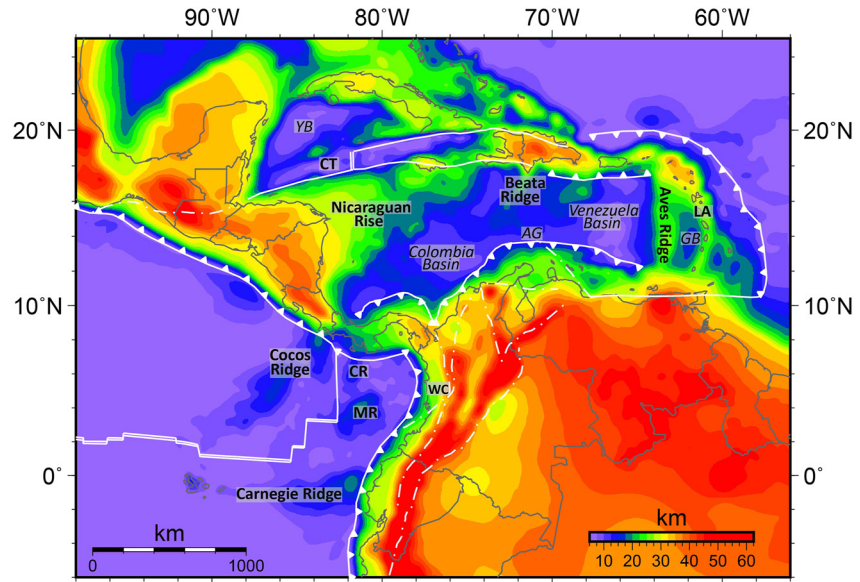 90°W 80°W 70°W 60°W
20°N 20°N
YB
CT
Beata
Ridge
Nicaraguan
Rise
Venezuela
Basin
Aves Ridge
LA
GB
AG
Colombia
Basin
10°N 10°N
Cocos
Ridge
CR
WC
MR
0° 0°
Carnegie Ridge
km
0 1000
km
10 20 30 40 50 60